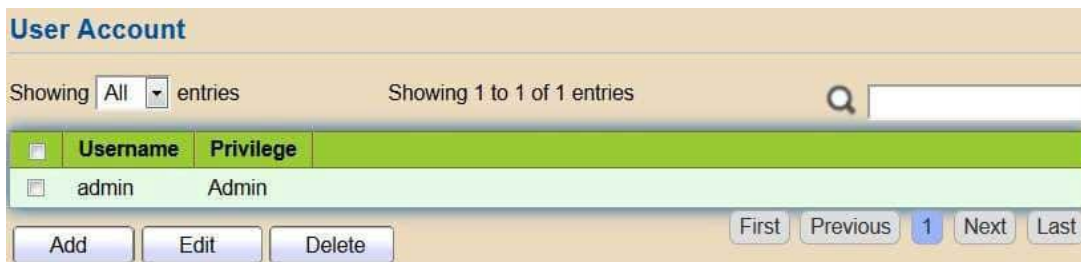 User Account
Showing All entries Showing 1 to 1 of 1 entries
Username Privilege
admin Admin
Add Edit Delete First Previous 1 Next Last